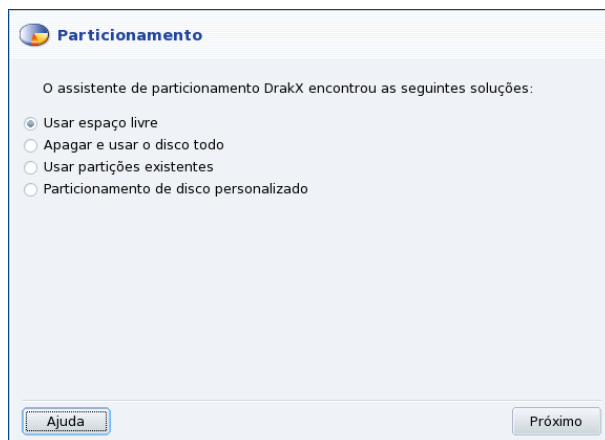 Particionamento
O assistente de particionamento DrakX encontrou as seguintes soluções:
Usar espaço livre
Apagar e usar o disco todo
Usar partições existentes
Particionamento de disco personalizado
Ajuda
Próximo